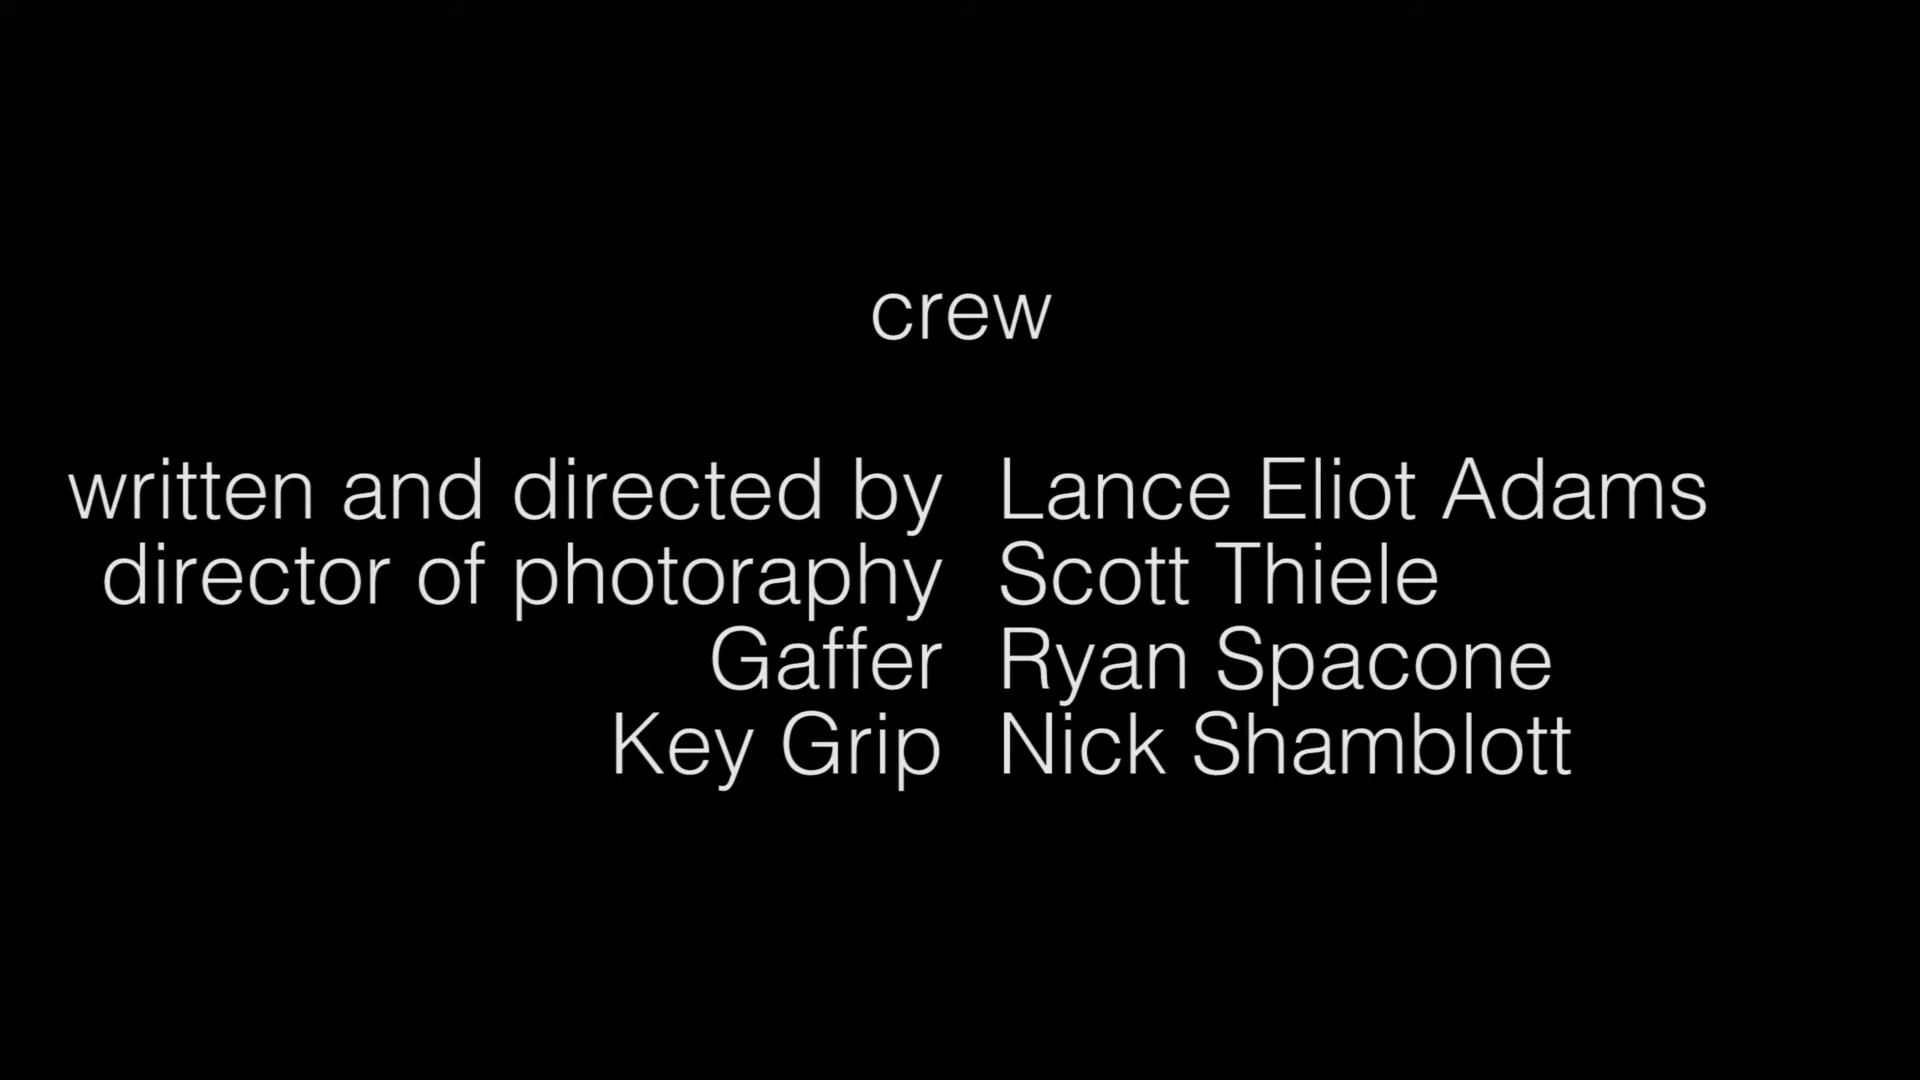 crew
written and directed by Lance Eliot Adams
director of photoraphy Scott Thiele
Gaffer Ryan Spacone
Key Grip Nick Shamblott